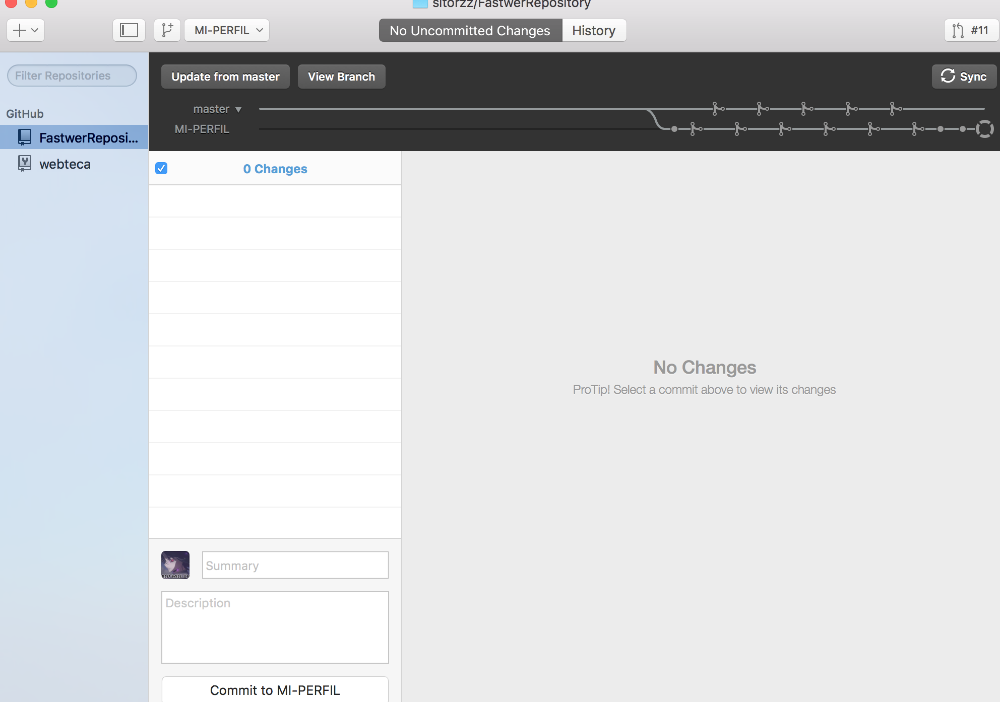 sitorzz/FastwerRepository
MI-PERFIL
No Uncommitted Changes
History
#11
Filter Repositories
Update from master
View Branch
Sync
master
MI-PERFIL
GitHub
FastwerReposi...
webteca
0 Changes
No Changes
ProTip! Select a commit above to view its changes
RLD WILL
Summary
Description
Commit to MI-PERFIL